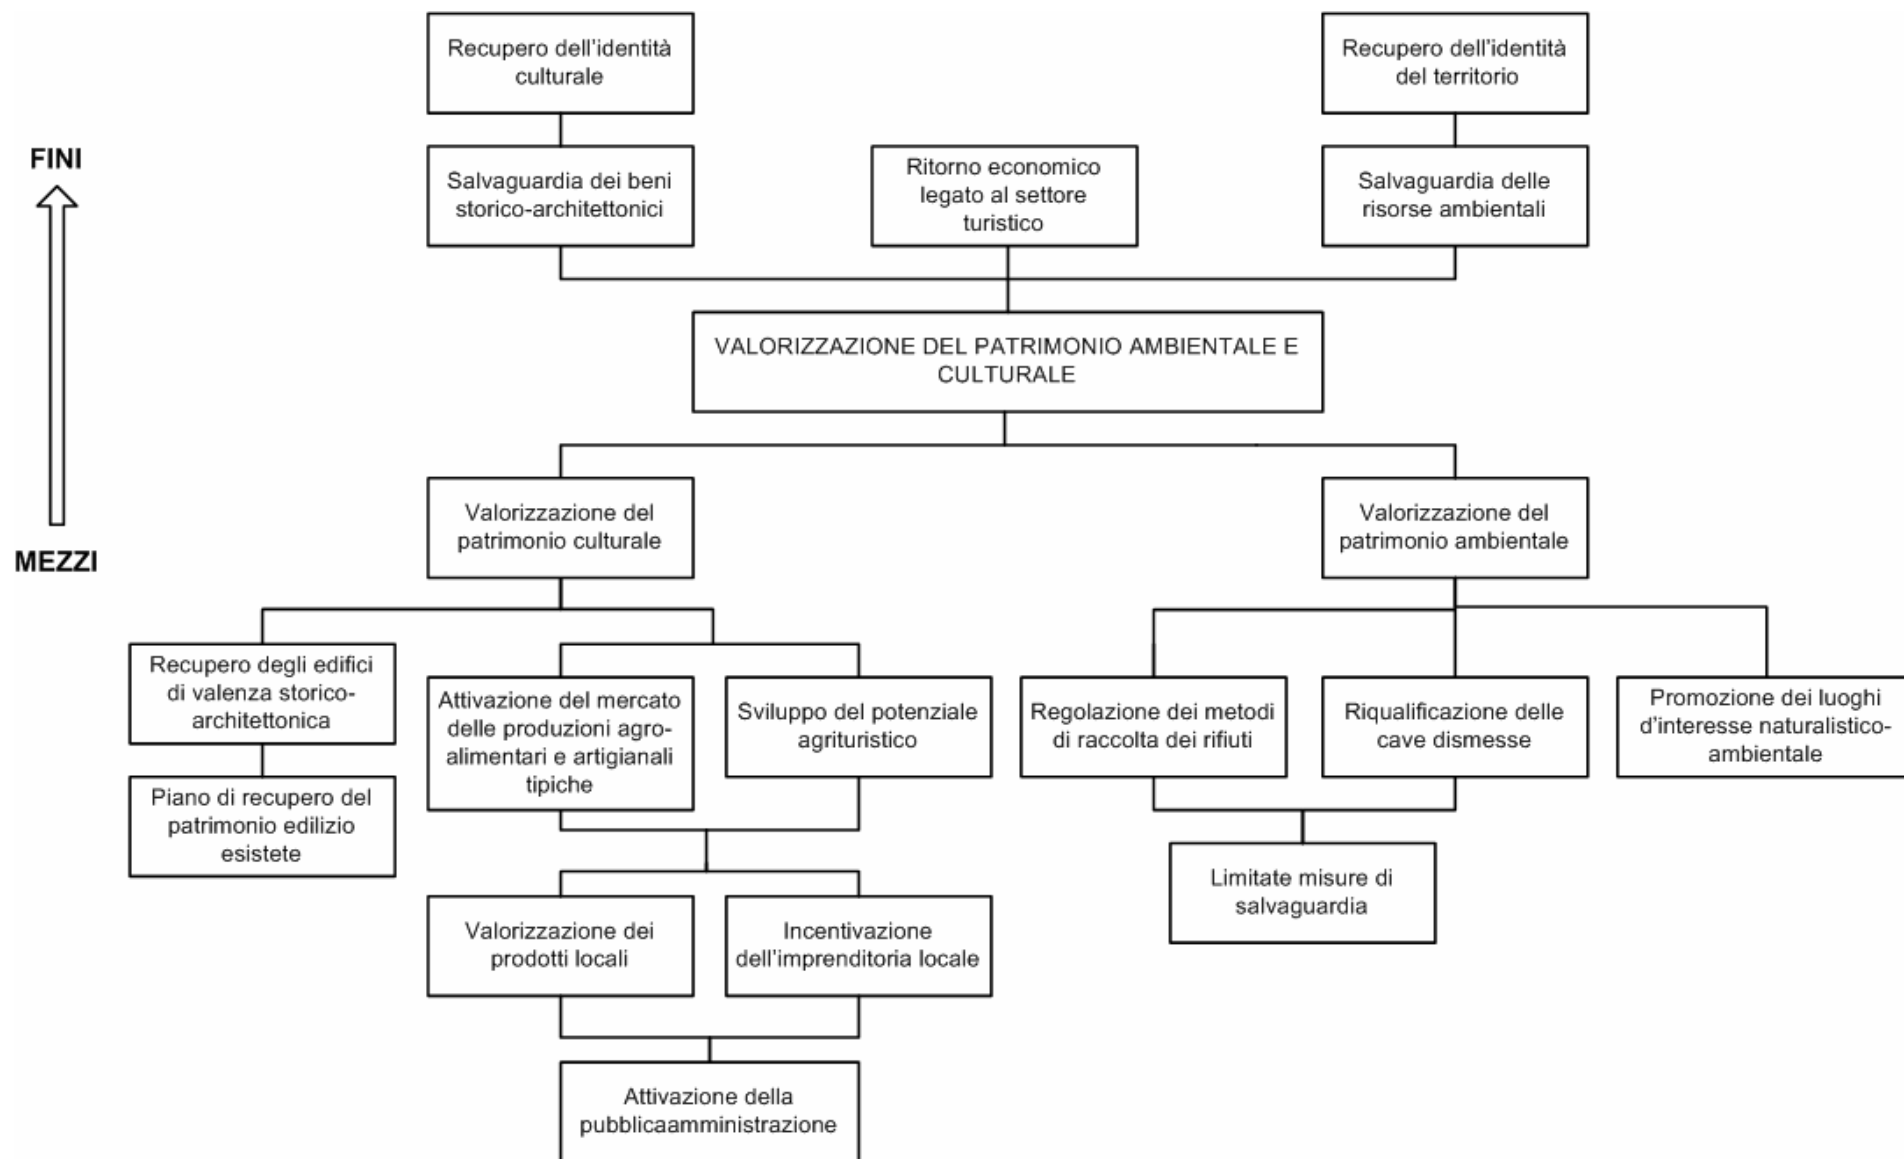 Recupero dell'identità
culturale
Recupero dell'identità
del territorio
FINI
Salvaguardia dei beni
storico-architettonici
Ritorno economico
legato al settore
turistico
Salvaguardia delle
risorse ambientali
VALORIZZAZIONE DEL PATRIMONIO AMBIENTALE E
CULTURALE
MEZZI
Valorizzazione del
patrimonio culturale
Valorizzazione del
patrimonio ambientale
Recupero degli edifici
di valenza storico-
architettonica
Attivazione del mercato
delle produzioni agro-
alimentari e artigianali
tipiche
Sviluppo del potenziale
agrituristico
Regolazione dei metodi
di raccolta dei rifiuti
Riqualificazione delle
cave dismesse
Promozione dei luoghi
d'interesse naturalistico-
ambientale
Piano di recupero del
patrimonio edilizio
esistete
Limitate misure di
salvaguardia
Valorizzazione dei
prodotti locali
Incentivazione
dell'imprenditoria locale
Attivazione della
pubblicaamministrazione